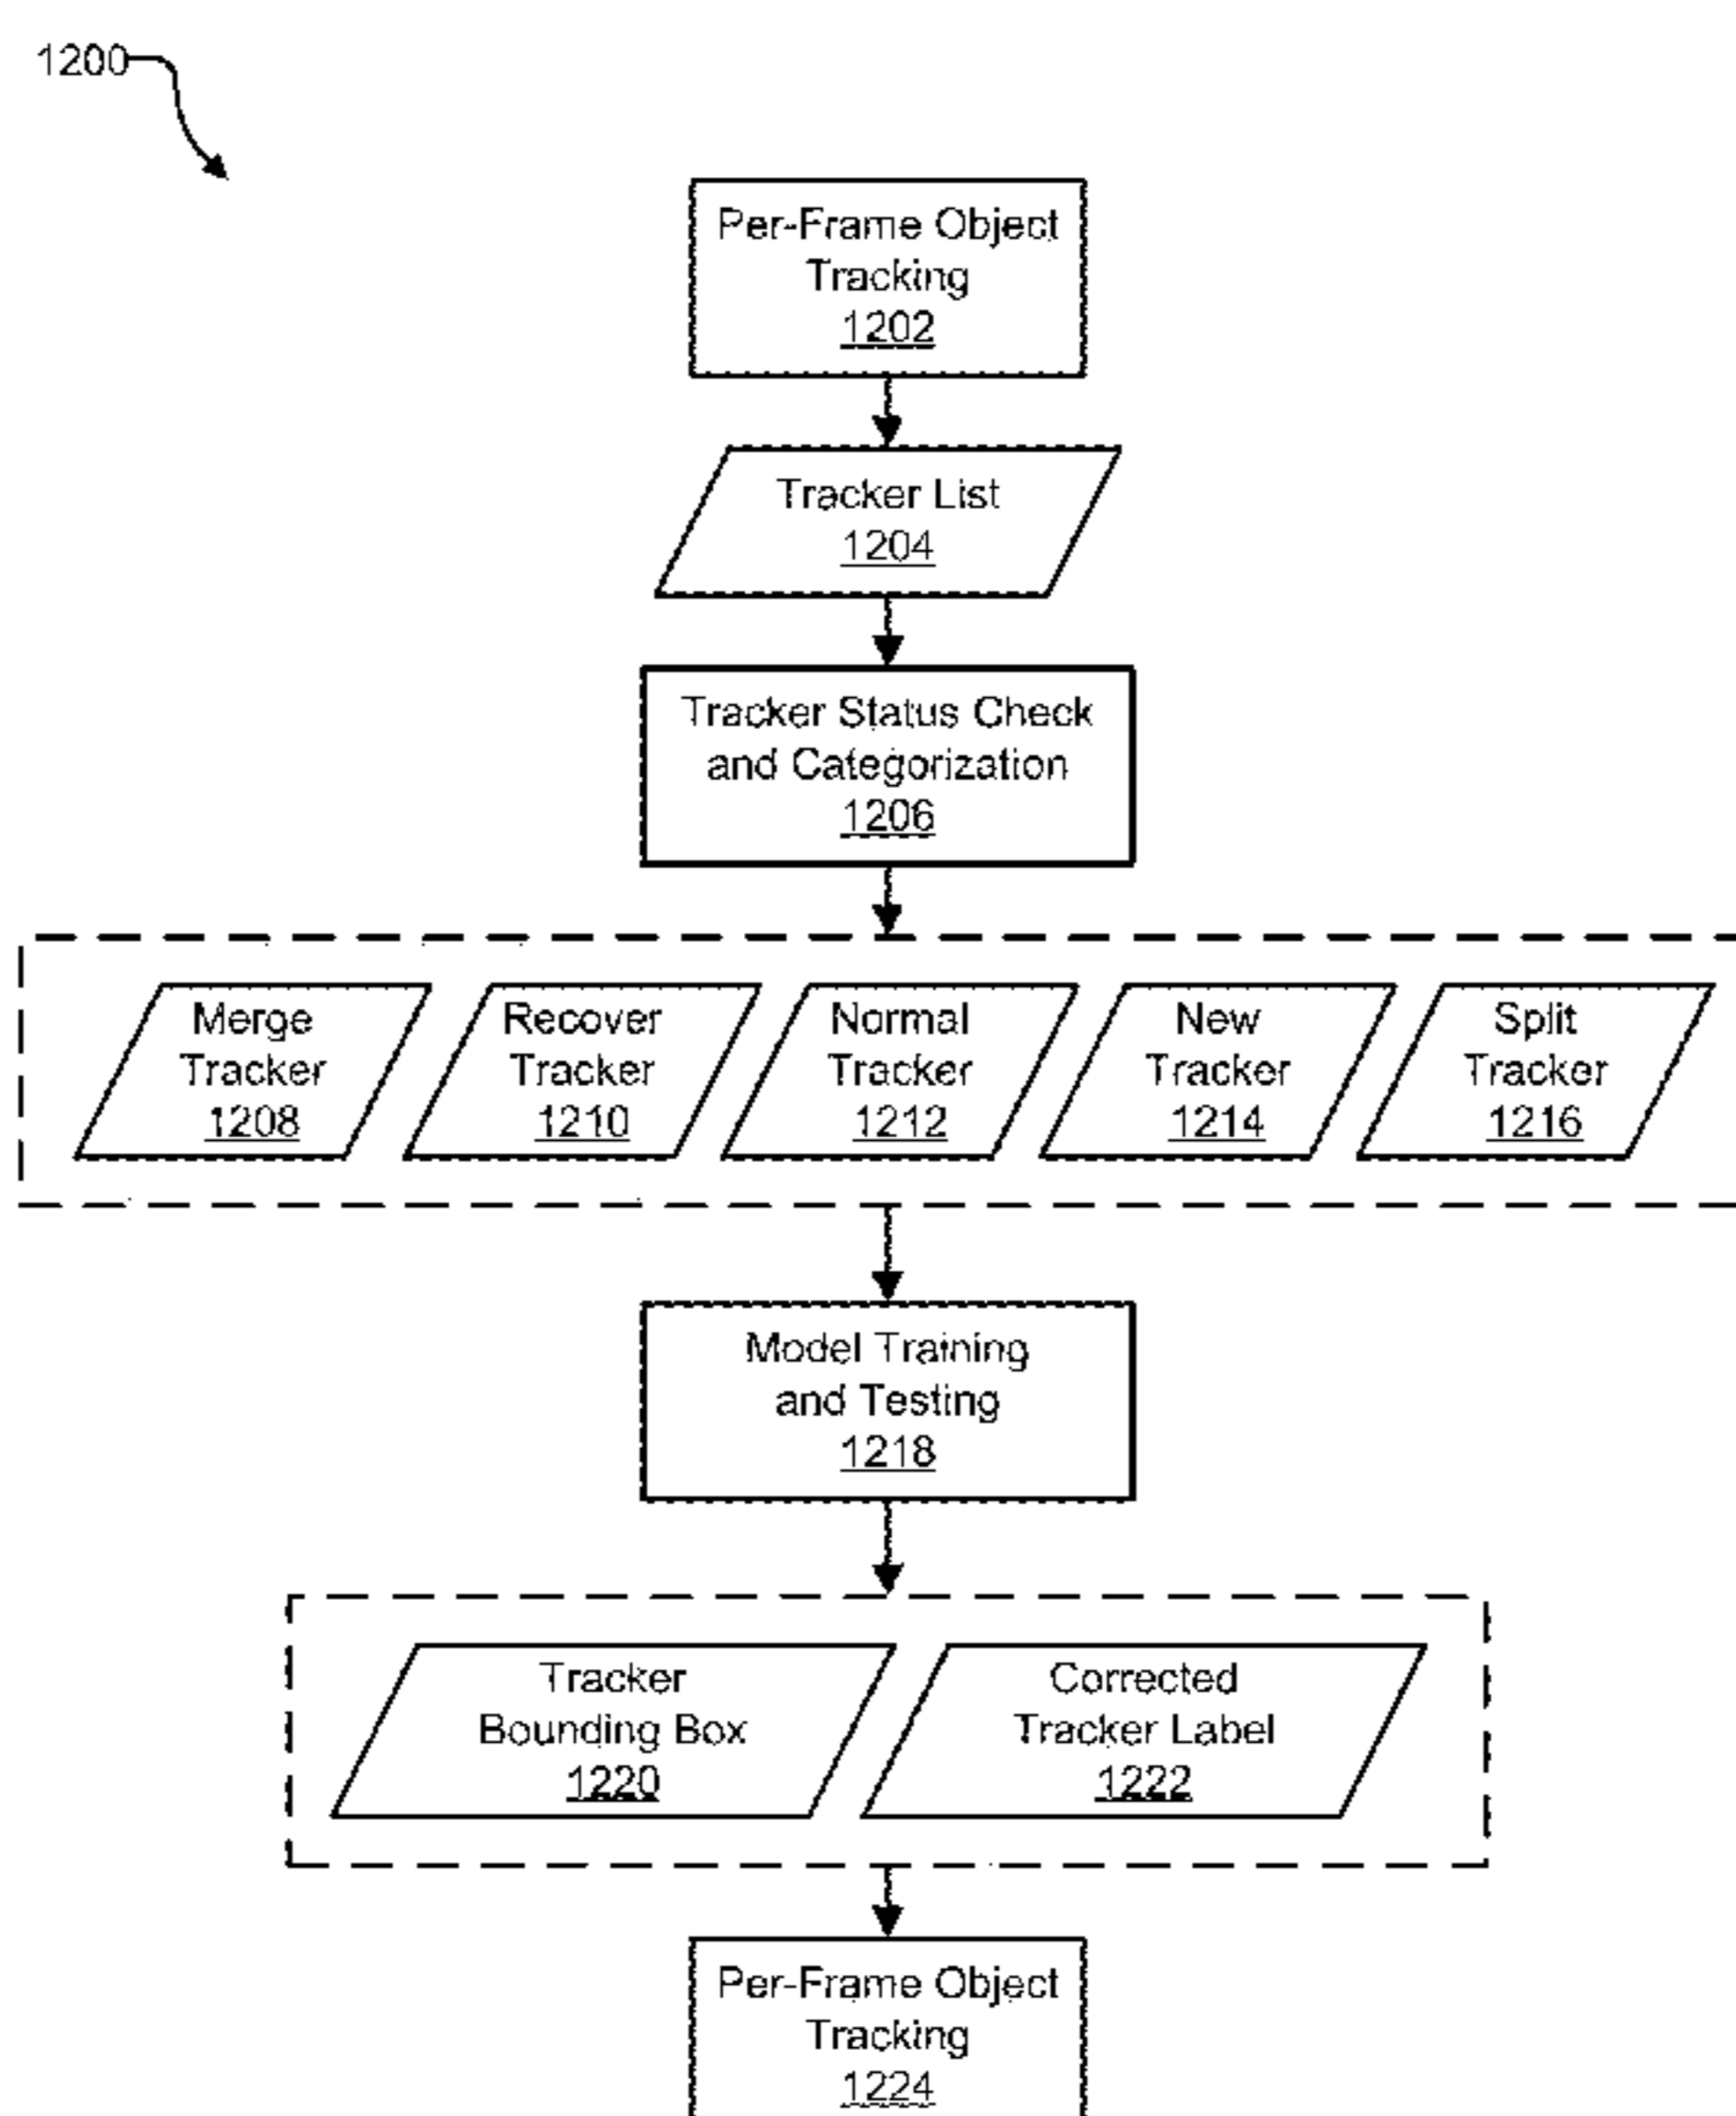 1200
Per-Frame Object
Tracking
1202
Tracker List
1204
Tracker Status Check
and Categorization
1206
Merge
Tracker
1208
Recover
Tracker
1210
Normal
Tracker
1212
New
Tracker
1214
Split
Tracker
1216
Model Training
and Testing
1218
Tracker
Bounding Box
1220
Corrected
Tracker Label
1222
Per-Frame Object
Tracking
1224